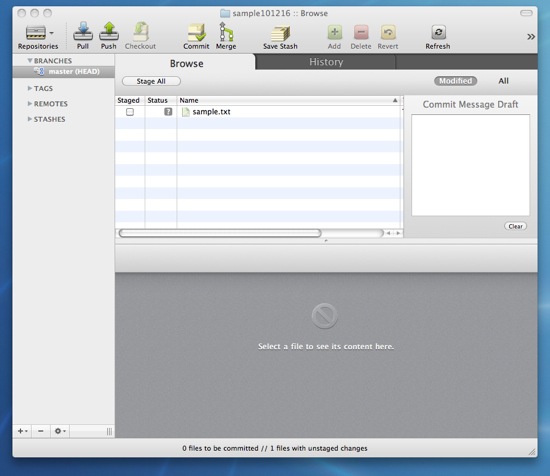 sample101216 :: Browse
Repositories Pull Push Checkout Commit Merge Save Stash Add Delete Revert Refresh
BRANCHES
master (HEAD)
TAGS
REMOTES
STASHES
Browse History
Stage All Modified All
Staged Status Name
? sample.txt
Commit Message Draft
Clear
Select a file to see its content here.
0 files to be committed // 1 files with unstaged changes